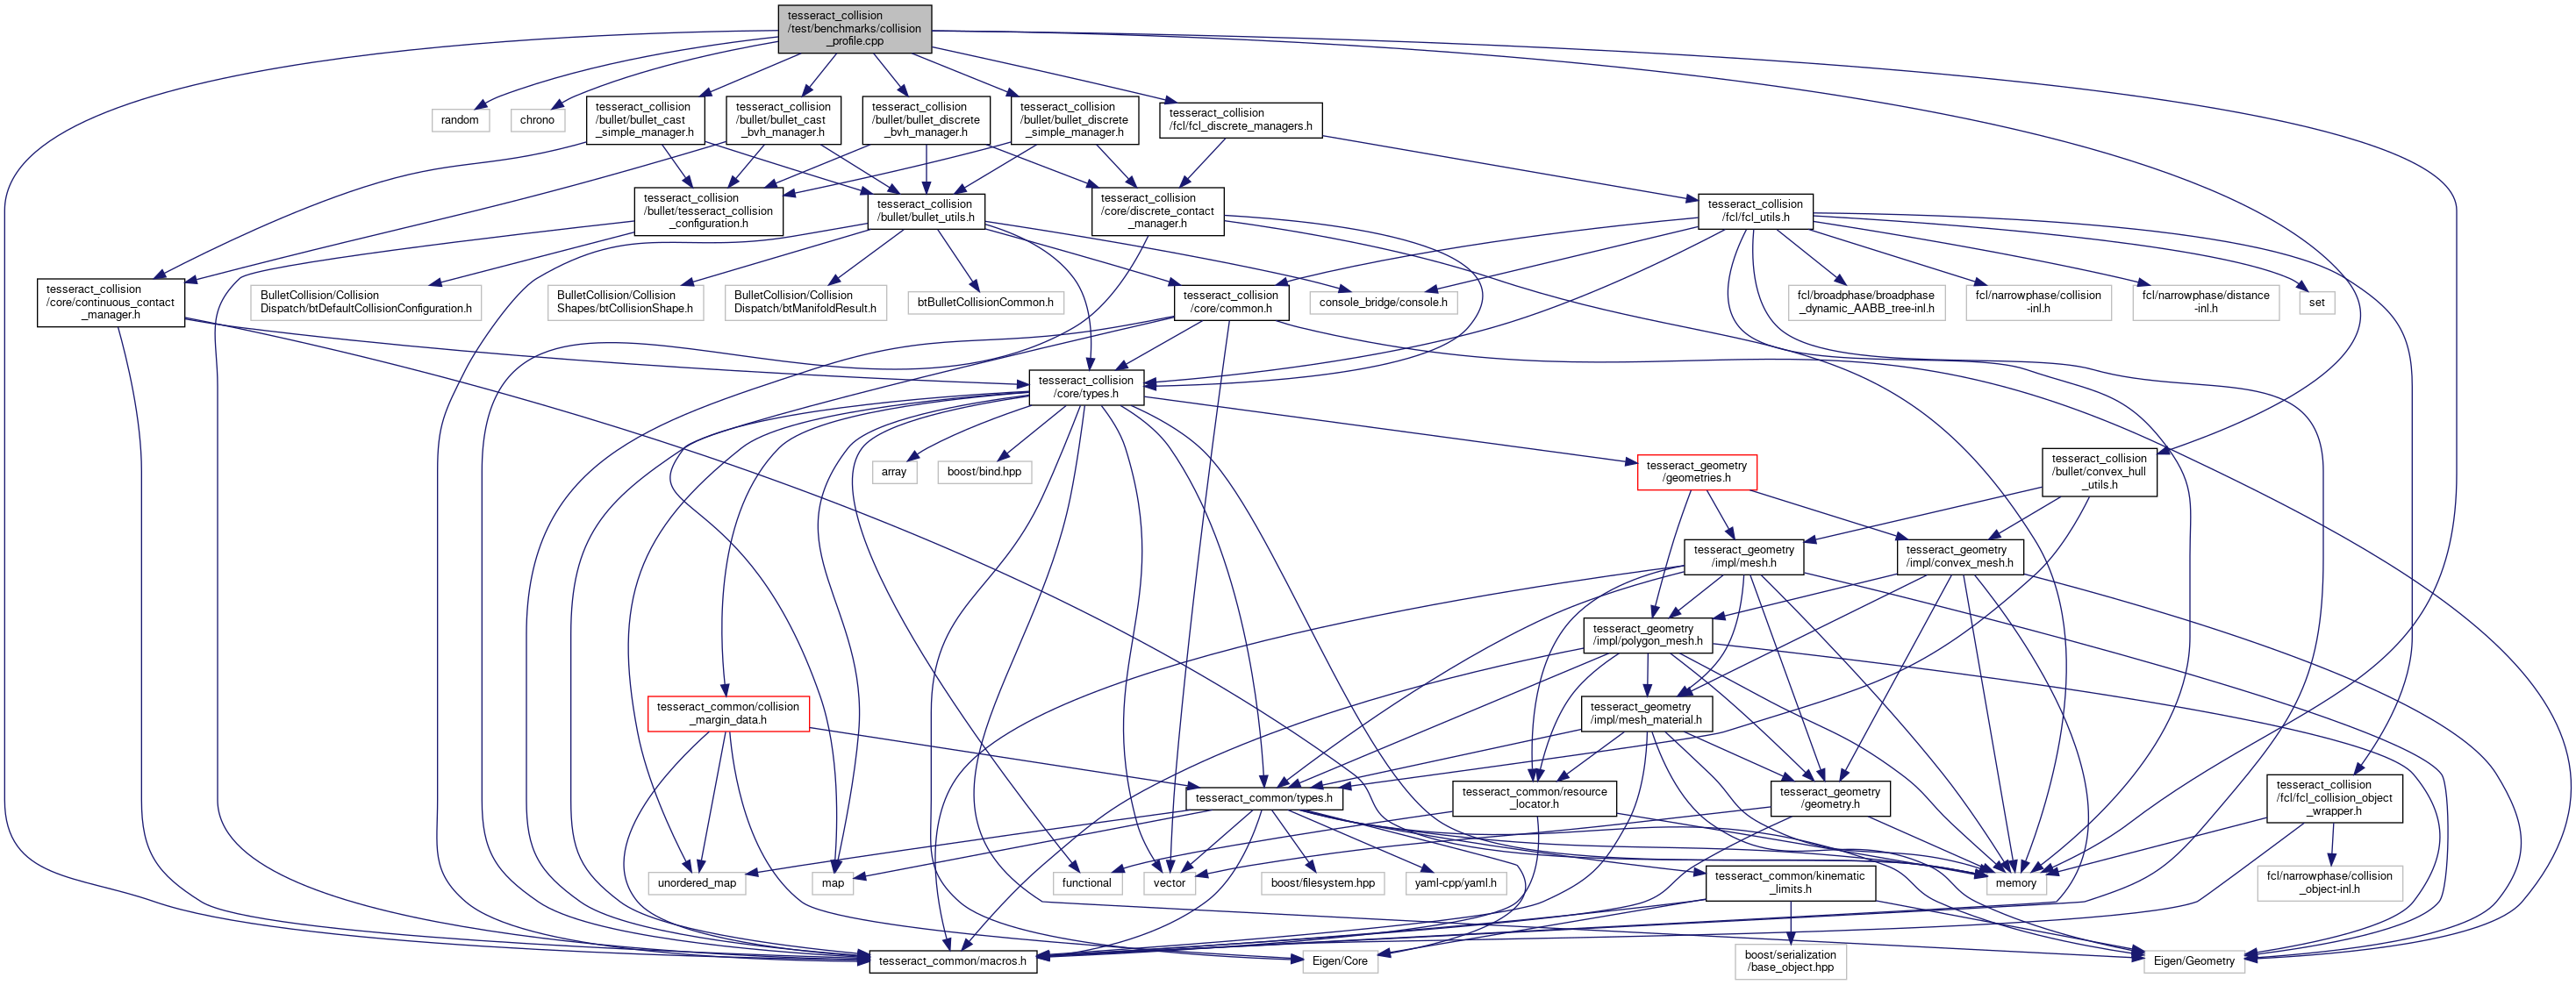 tesseract_collision
/test/benchmarks/collision
_profile.cpp
random
chrono
tesseract_collision
/bullet/bullet_cast
_simple_manager.h
tesseract_collision
/bullet/bullet_cast
_bvh_manager.h
tesseract_collision
/bullet/bullet_discrete
_bvh_manager.h
tesseract_collision
/bullet/bullet_discrete
_simple_manager.h
tesseract_collision
/fcl/fcl_discrete_managers.h
tesseract_collision
/bullet/tesseract_collision
_configuration.h
tesseract_collision
/bullet/bullet_utils.h
tesseract_collision
/core/discrete_contact
_manager.h
tesseract_collision
/fcl/fcl_utils.h
tesseract_collision
/core/continuous_contact
_manager.h
BulletCollision/Collision
Dispatch/btDefaultCollisionConfiguration.h
BulletCollision/Collision
Shapes/btCollisionShape.h
BulletCollision/Collision
Dispatch/btManifoldResult.h
btBulletCollisionCommon.h
tesseract_collision
/core/common.h
console_bridge/console.h
fcl/broadphase/broadphase
_dynamic_AABB_tree-inl.h
fcl/narrowphase/collision
-inl.h
fcl/narrowphase/distance
-inl.h
set
tesseract_collision
/core/types.h
array
boost/bind.hpp
tesseract_geometry
/geometries.h
tesseract_collision
/bullet/convex_hull
_utils.h
tesseract_geometry
/impl/mesh.h
tesseract_geometry
/impl/convex_mesh.h
tesseract_geometry
/impl/polygon_mesh.h
tesseract_common/collision
_margin_data.h
tesseract_geometry
/impl/mesh_material.h
tesseract_common/types.h
tesseract_common/resource
_locator.h
tesseract_geometry
/geometry.h
tesseract_collision
/fcl/fcl_collision_object
_wrapper.h
unordered_map
map
functional
vector
boost/filesystem.hpp
yaml-cpp/yaml.h
tesseract_common/kinematic
_limits.h
memory
fcl/narrowphase/collision
_object-inl.h
tesseract_common/macros.h
Eigen/Core
boost/serialization
/base_object.hpp
Eigen/Geometry